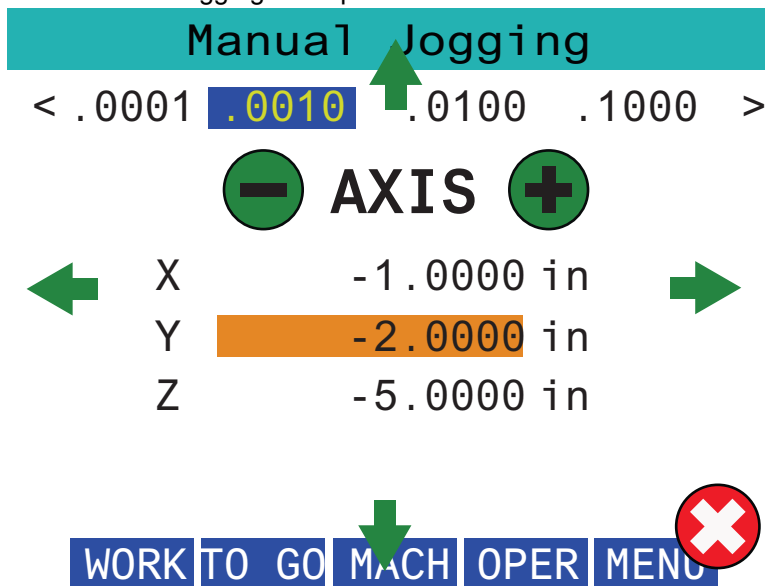 Manual Jogging
< .0001 .0010 .0100 .1000 >
AXIS
X -1.0000 in
Y -2.0000 in
Z -5.0000 in
WORK TO GO MACH OPER MENU